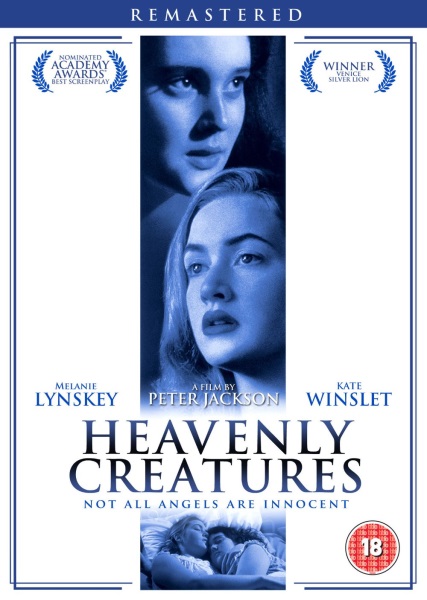 REMASTERED
NOMINATED
ACADEMY
AWARDS®
BEST SCREENPLAY
WINNER
VENICE
SILVER LION
MELANIE
LYNSKEY
A FILM BY
PETER JACKSON
KATE
WINSLET
HEAVENLY
CREATURES
NOT ALL ANGELS ARE INNOCENT
18